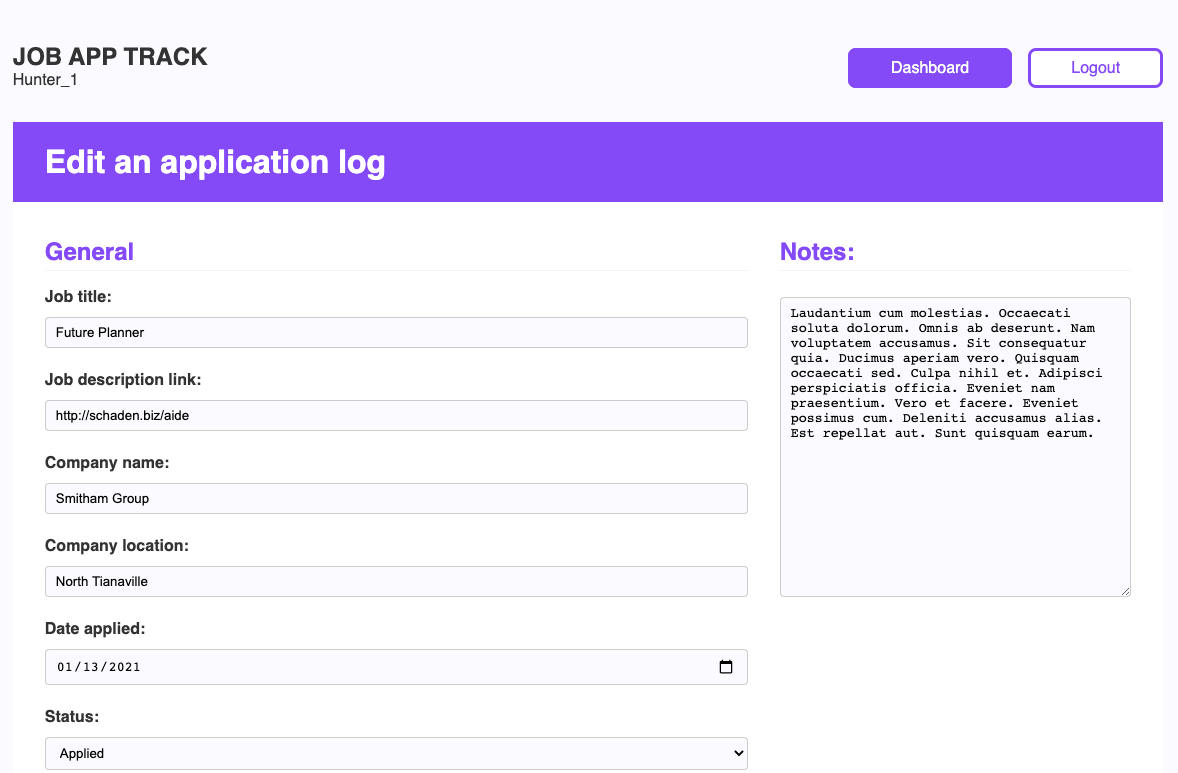 JOB APP TRACK
Hunter_1
Dashboard
Logout
Edit an application log
General
Job title:
Future Planner
Job description link:
http://schaden.biz/aide
Company name:
Smitham Group
Company location:
North Tianaville
Date applied:
01/13/2021
Status:
Applied
Notes:
Laudantium cum molestias. Occaecati
soluta dolorum. Omnis ab deserunt. Nam
voluptatem accusamus. Sit consequatur
quia. Ducimus aperiam vero. Quisquam
occaecati sed. Culpa nihil et. Adipisci
perspiciatis officia. Eveniet nam
praesentium. Vero et facere. Eveniet
possimus cum. Deleniti accusamus alias.
Est repellat aut. Sunt quisquam earum.